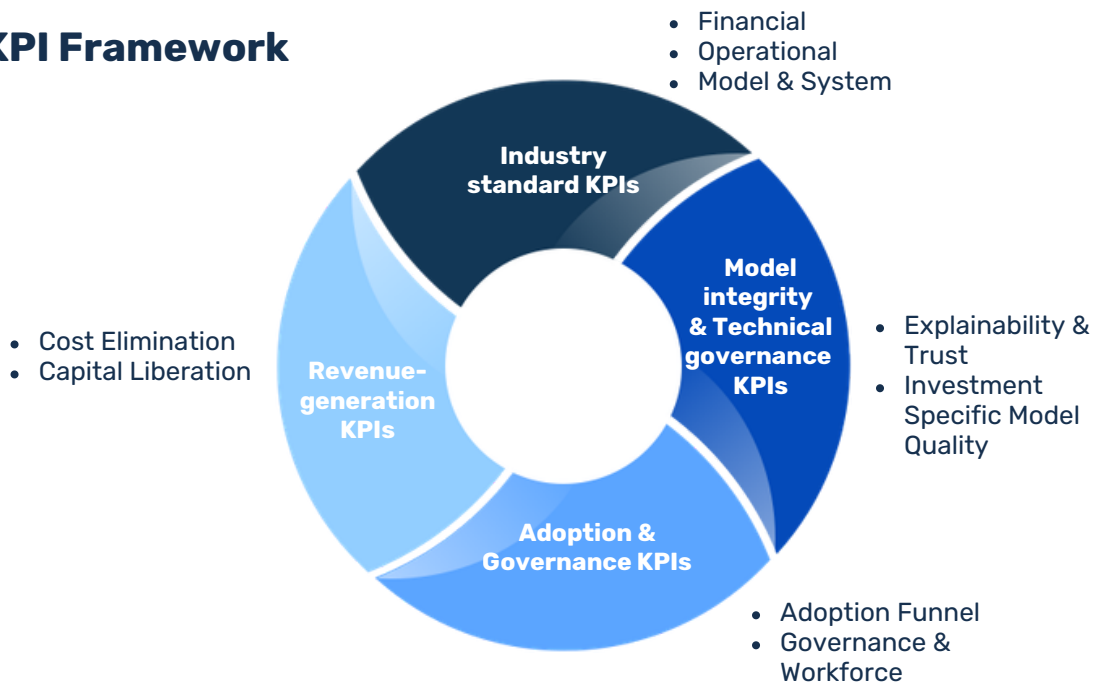 KPI Framework
• Financial
• Operational
• Model & System
Industry
standard KPIs
Model
integrity
& Technical
governance
KPIs
• Explainability &
Trust
• Investment
Specific Model
Quality
• Cost Elimination
• Capital Liberation
Revenue-
generation
KPIs
Adoption &
Governance KPIs
• Adoption Funnel
• Governance &
Workforce